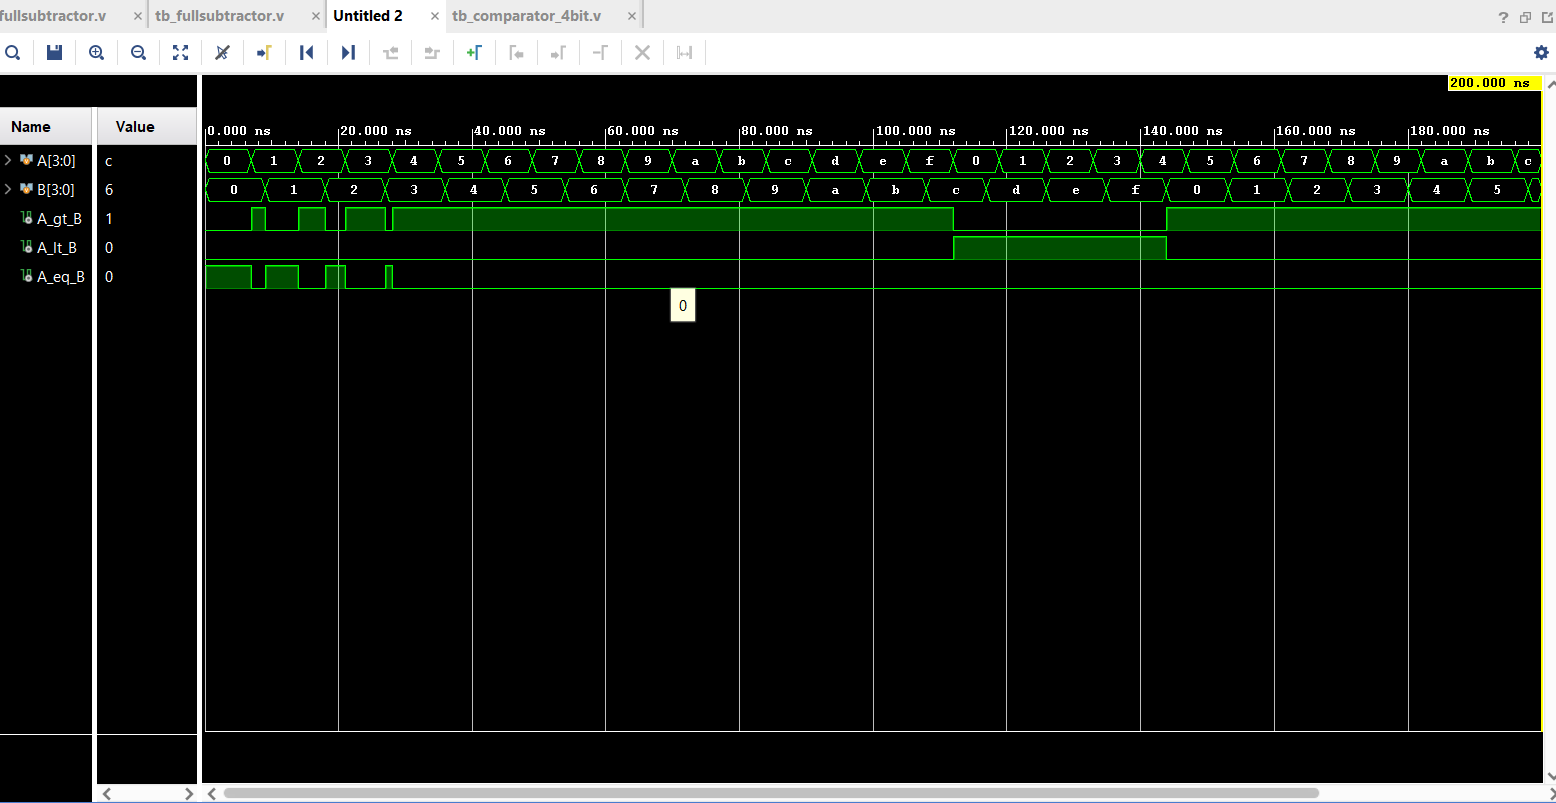 fullsubtractor.v × tb_fullsubtractor.v × Untitled 2 × tb_comparator_4bit.v ×
200.000 ns
Name Value
0.000 ns 20.000 ns 40.000 ns 60.000 ns 80.000 ns 100.000 ns 120.000 ns 140.000 ns 160.000 ns 180.000 ns
A[3:0] c 0 1 2 3 4 5 6 7 8 9 a b c d e f 0 1 2 3 4 5 6 7 8 9 a b c
B[3:0] 6 0 1 2 3 4 5 6 7 8 9 a b c d e f 0 1 2 3 4 5
A_gt_B 1
A_lt_B 0
A_eq_B 0
0